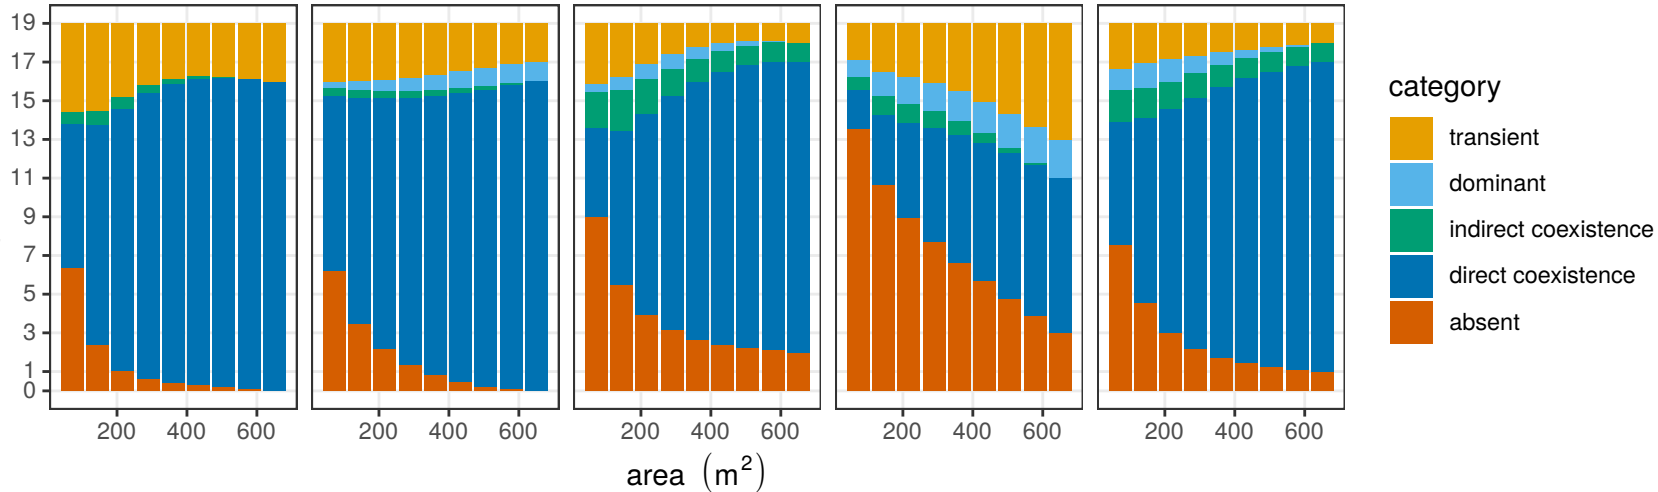 19
17
15
13
11
9
7
5
3
1
0
200 400 600
200 400 600
200 400 600
200 400 600
200 400 600
area (m²)
category
transient
dominant
indirect coexistence
direct coexistence
absent